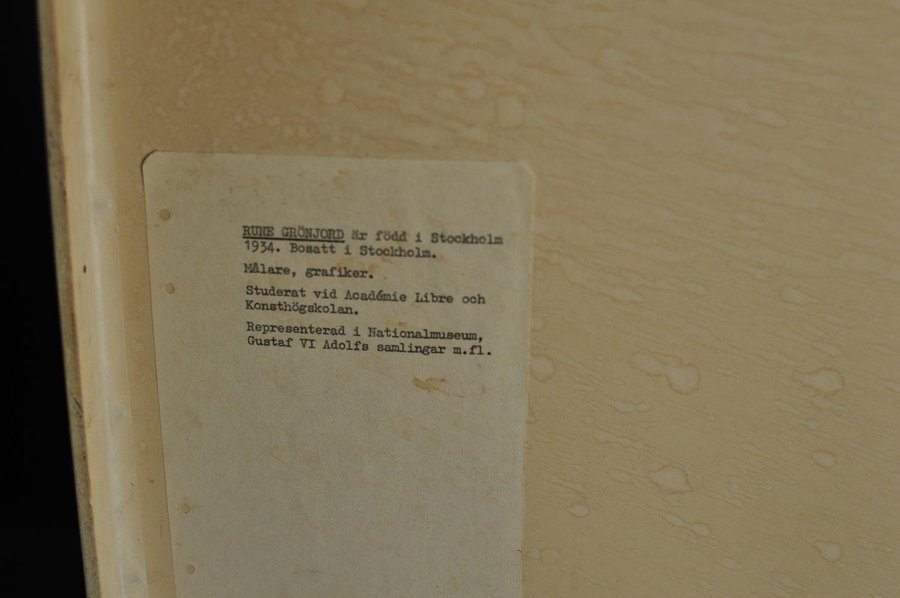 RUNE GRÖNJORD är född i Stockholm
1934. Bosatt i Stockholm.
Målare, grafiker.
Studerat vid Académie Libre och
Konsthögskolan.
Representerad i Nationalmuseum,
Gustaf VI Adolfs samlingar m.fl.